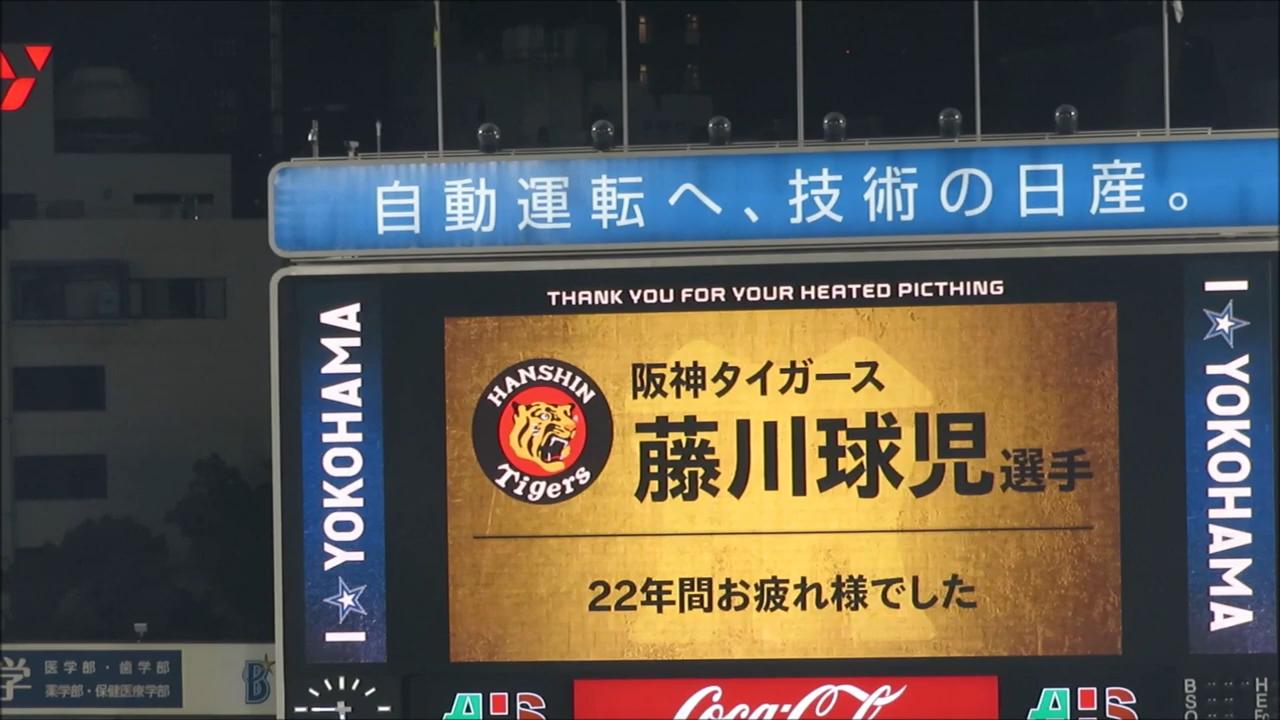 自動運転へ、技術の日産。
THANK YOU FOR YOUR HEATED PICTHING
I ☆ YOKOHAMA
HANSHIN
Tigers
阪神タイガース
藤川球児選手
22年間お疲れ様でした
I ☆ YOKOHAMA
学
医学部・歯学部
薬学部・保健医療学部
B
Coca-Cola
B
S
H
E